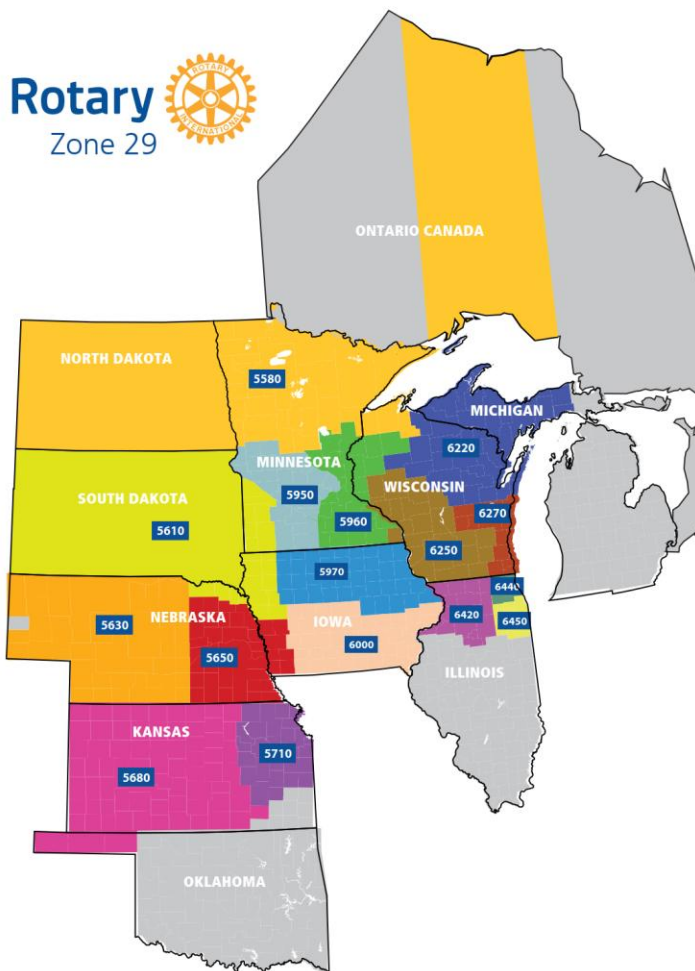 Rotary
Zone 29
ROTARY
INTERNATIONAL
ONTARIO CANADA
NORTH DAKOTA
5580
MICHIGAN
6220
MINNESOTA
SOUTH DAKOTA
5950
WISCONSIN
5610
5960
6270
6250
5970
6440
5630
NEBRASKA
IOWA
6420
6450
5650
6000
ILLINOIS
KANSAS
5710
5680
OKLAHOMA